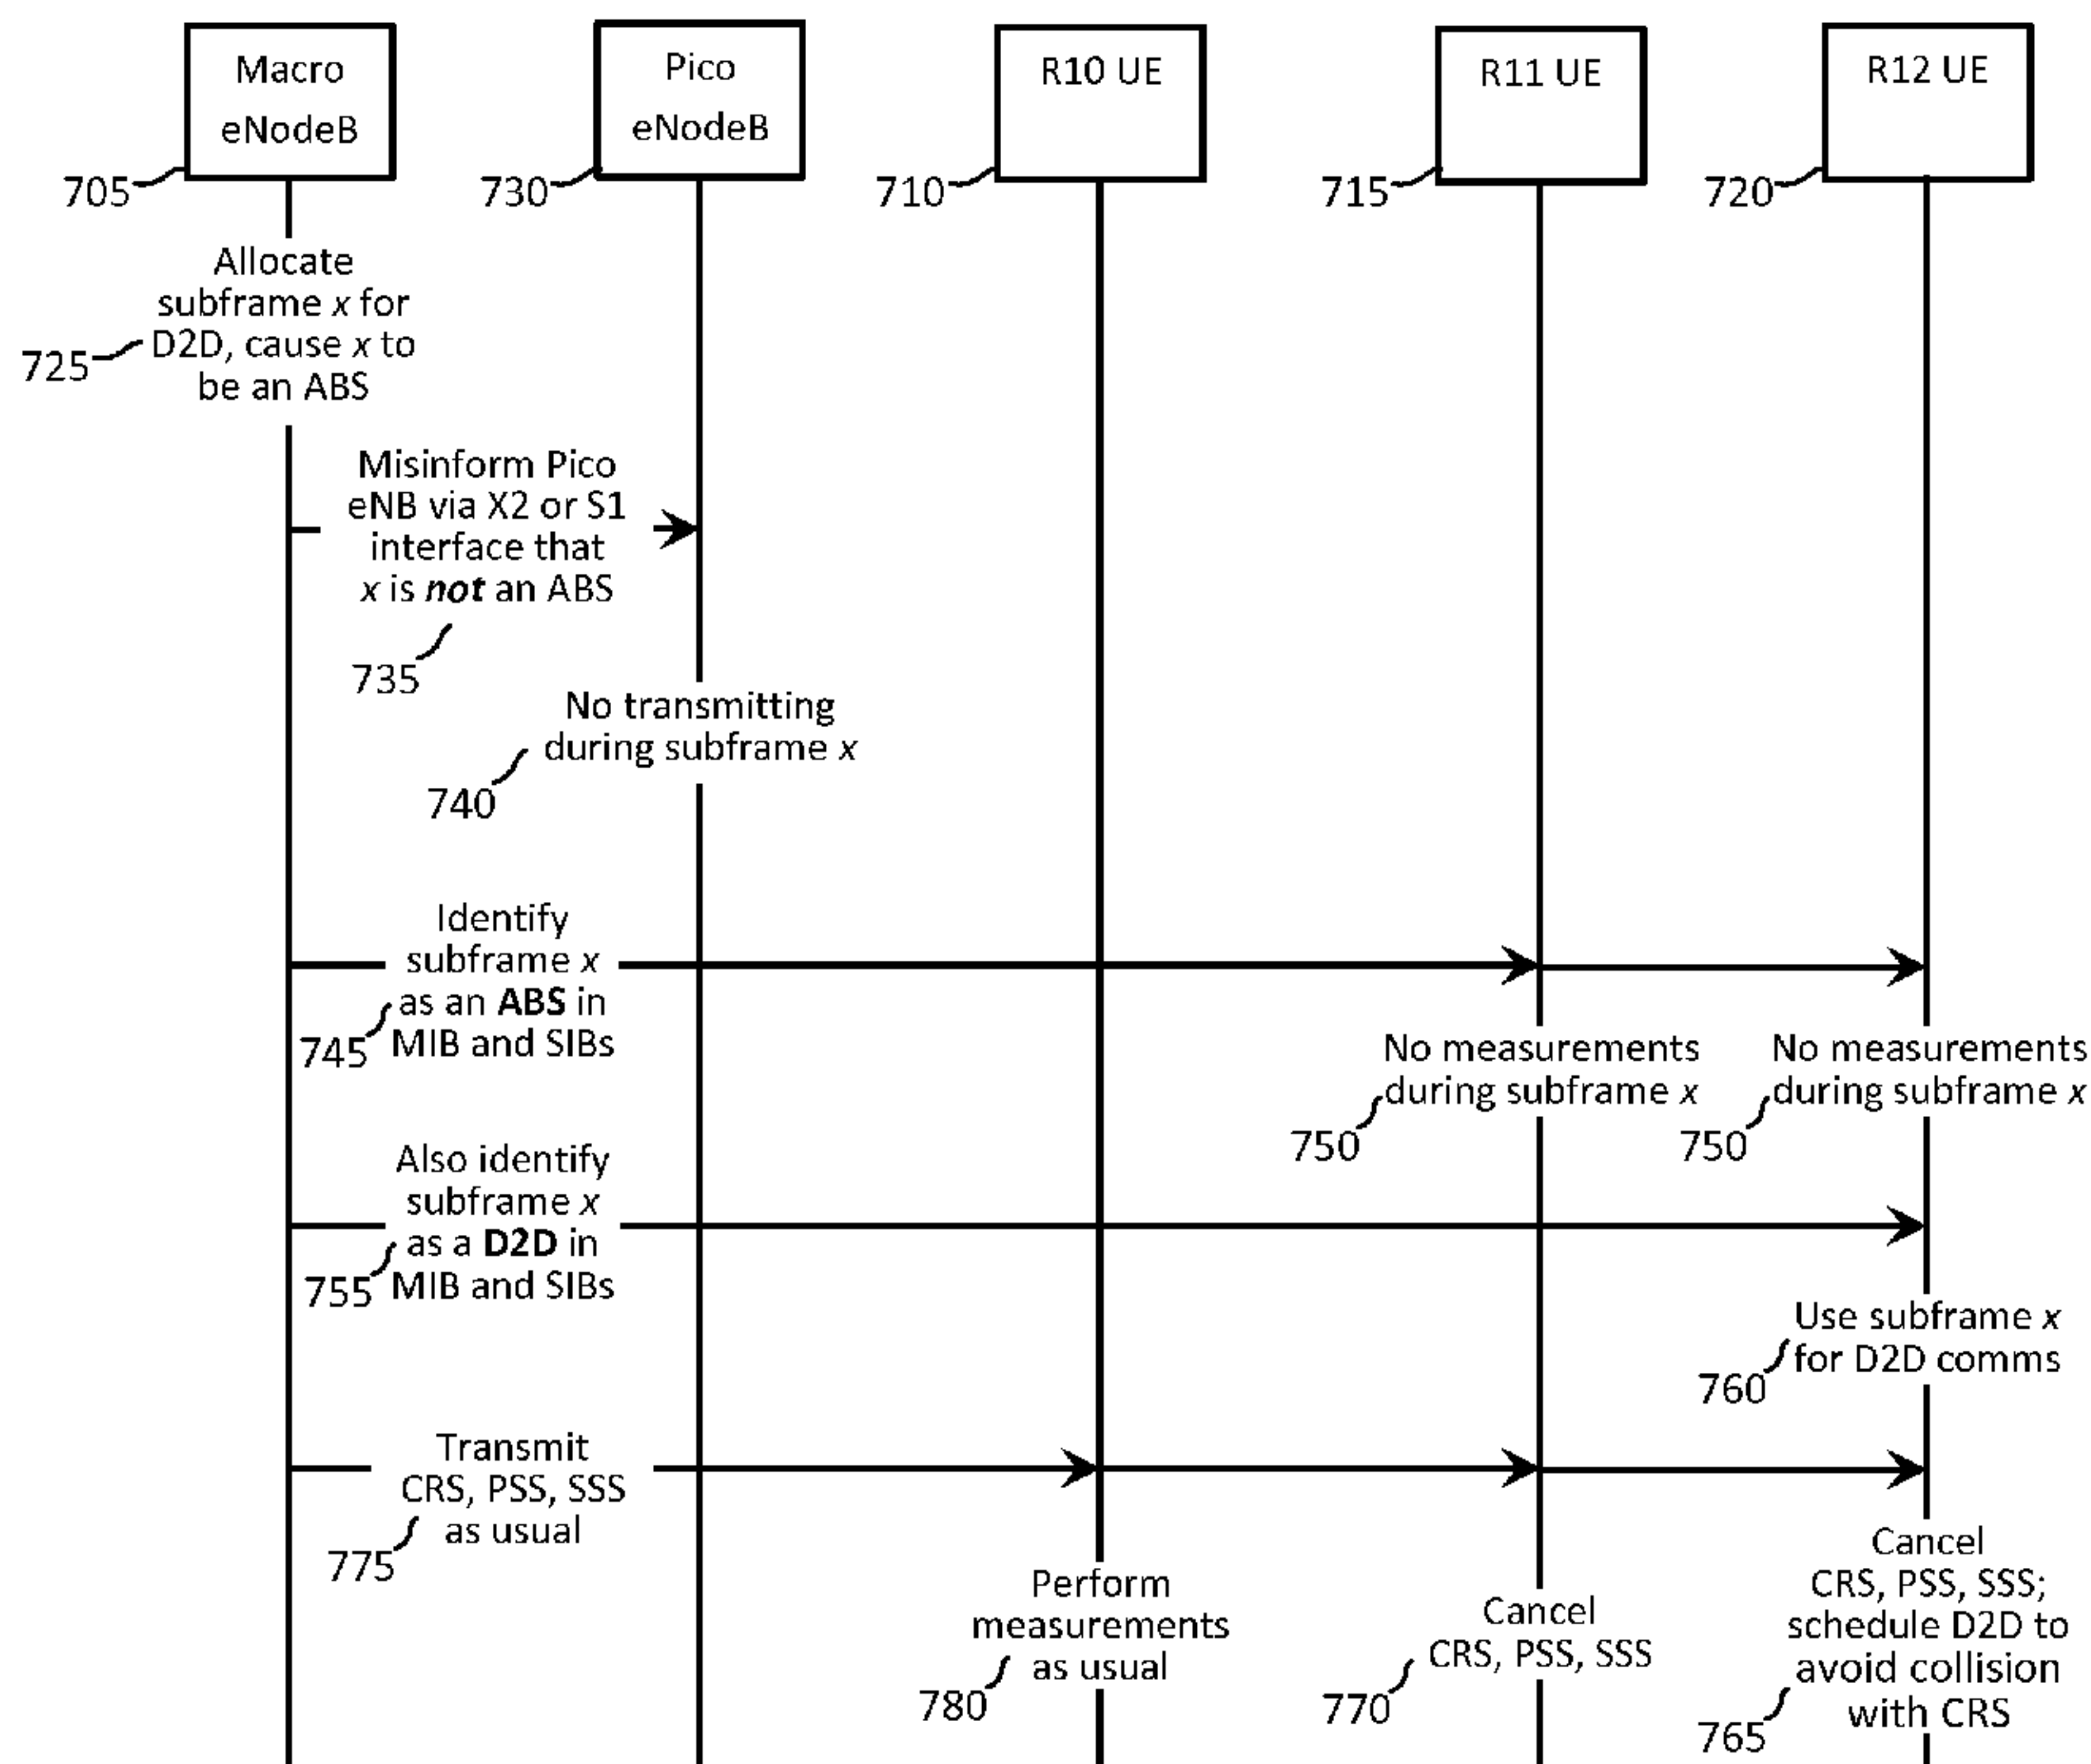 Macro
eNodeB
705
Pico
eNodeB
730
R10 UE
710
R11 UE
715
R12 UE
720
Allocate
subframe x for
D2D, cause x to
be an ABS
725
Misinform Pico
eNB via X2 or S1
interface that
x is not an ABS
735
No transmitting
during subframe x
740
Identify
subframe x
as an ABS in
MIB and SIBs
745
No measurements
during subframe x
750
No measurements
during subframe x
750
Also identify
subframe x
as a D2D in
MIB and SIBs
755
Use subframe x
for D2D comms
760
Transmit
CRS, PSS, SSS
as usual
775
Perform
measurements
as usual
780
Cancel
CRS, PSS, SSS
770
Cancel
CRS, PSS, SSS;
schedule D2D to
avoid collision
with CRS
765